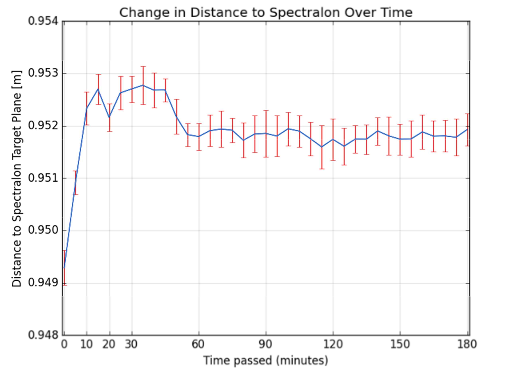 Change in Distance to Spectralon Over Time
Distance to Spectralon Target Plane [m]
0.954
0.953
0.952
0.951
0.950
0.949
0.948
0 10 20 30 60 90 120 150 180
Time passed (minutes)